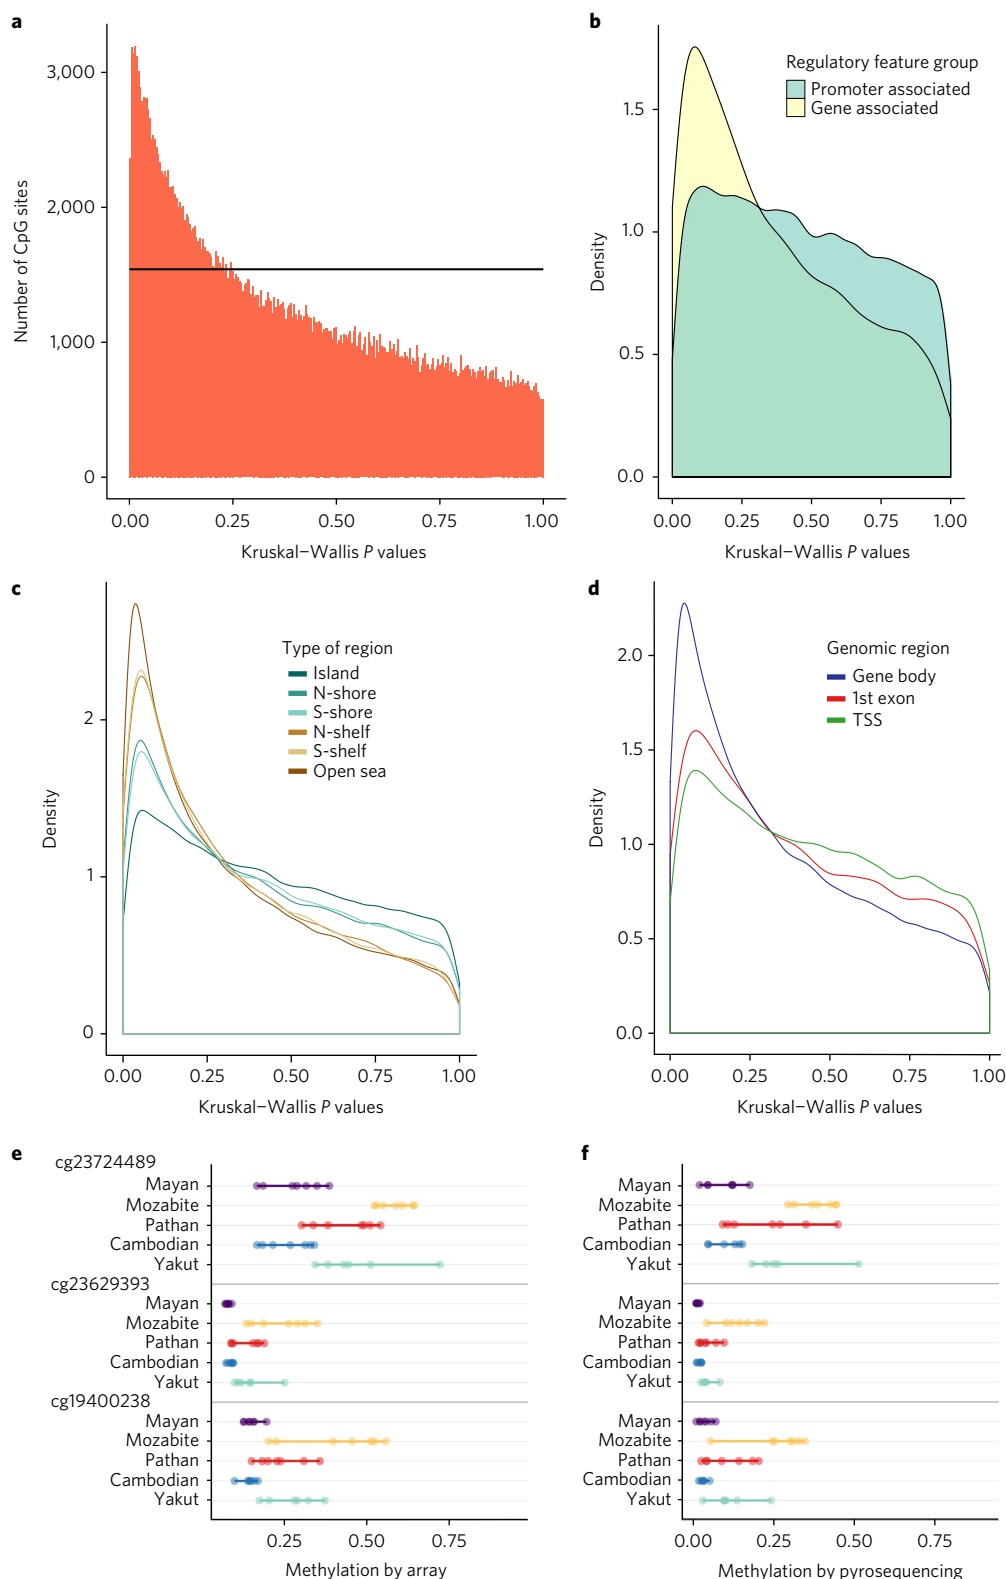 a
3,000
2,000
1,000
0
Number of CpG sites
0.00 0.25 0.50 0.75 1.00
Kruskal–Wallis P values
b
Regulatory feature group
Promoter associated
Gene associated
1.5
1.0
0.5
0.0
Density
0.00 0.25 0.50 0.75 1.00
Kruskal–Wallis P values
c
Type of region
Island
N-shore
S-shore
N-shelf
S-shelf
Open sea
2
1
0
Density
0.00 0.25 0.50 0.75 1.00
Kruskal–Wallis P values
d
Genomic region
Gene body
1st exon
TSS
2.0
1.5
1.0
0.5
0.0
Density
0.00 0.25 0.50 0.75 1.00
Kruskal–Wallis P values
e
cg23724489
Mayan
Mozabite
Pathan
Cambodian
Yakut
cg23629393
Mayan
Mozabite
Pathan
Cambodian
Yakut
cg19400238
Mayan
Mozabite
Pathan
Cambodian
Yakut
0.25 0.50 0.75
Methylation by array
f
Mayan
Mozabite
Pathan
Cambodian
Yakut
Mayan
Mozabite
Pathan
Cambodian
Yakut
Mayan
Mozabite
Pathan
Cambodian
Yakut
0.00 0.25 0.50 0.75
Methylation by pyrosequencing